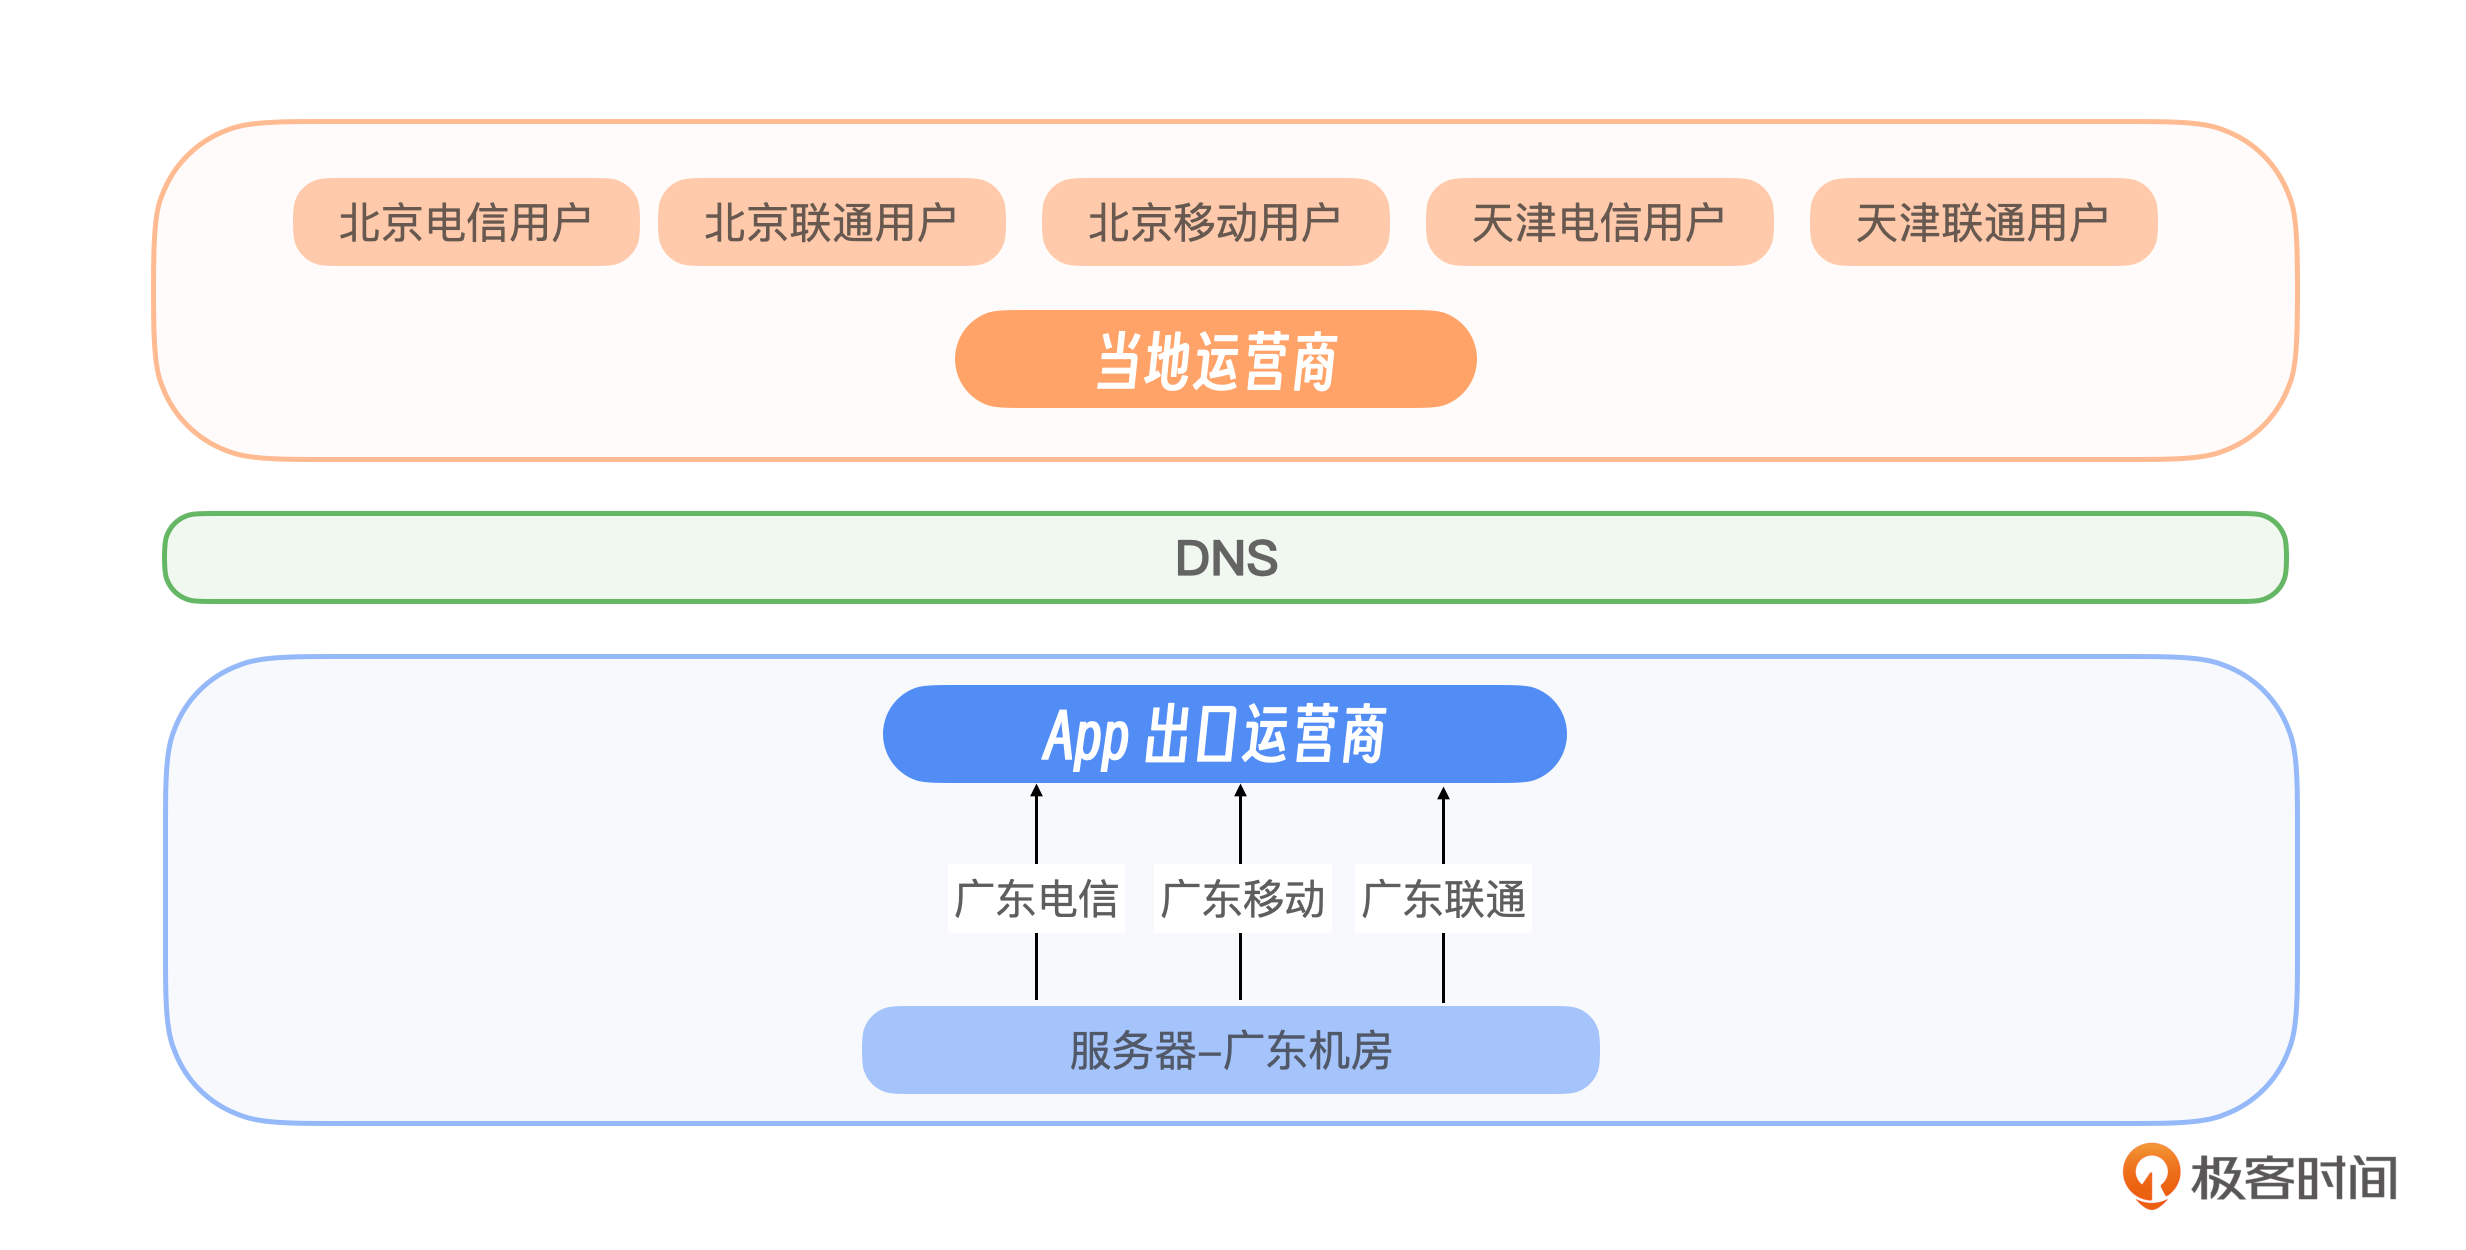 北京电信用户 北京联通用户 北京移动用户 天津电信用户 天津联通用户
当地运营商
DNS
App 出口运营商
广东电信 广东移动 广东联通
服务器-广东机房
极客时间